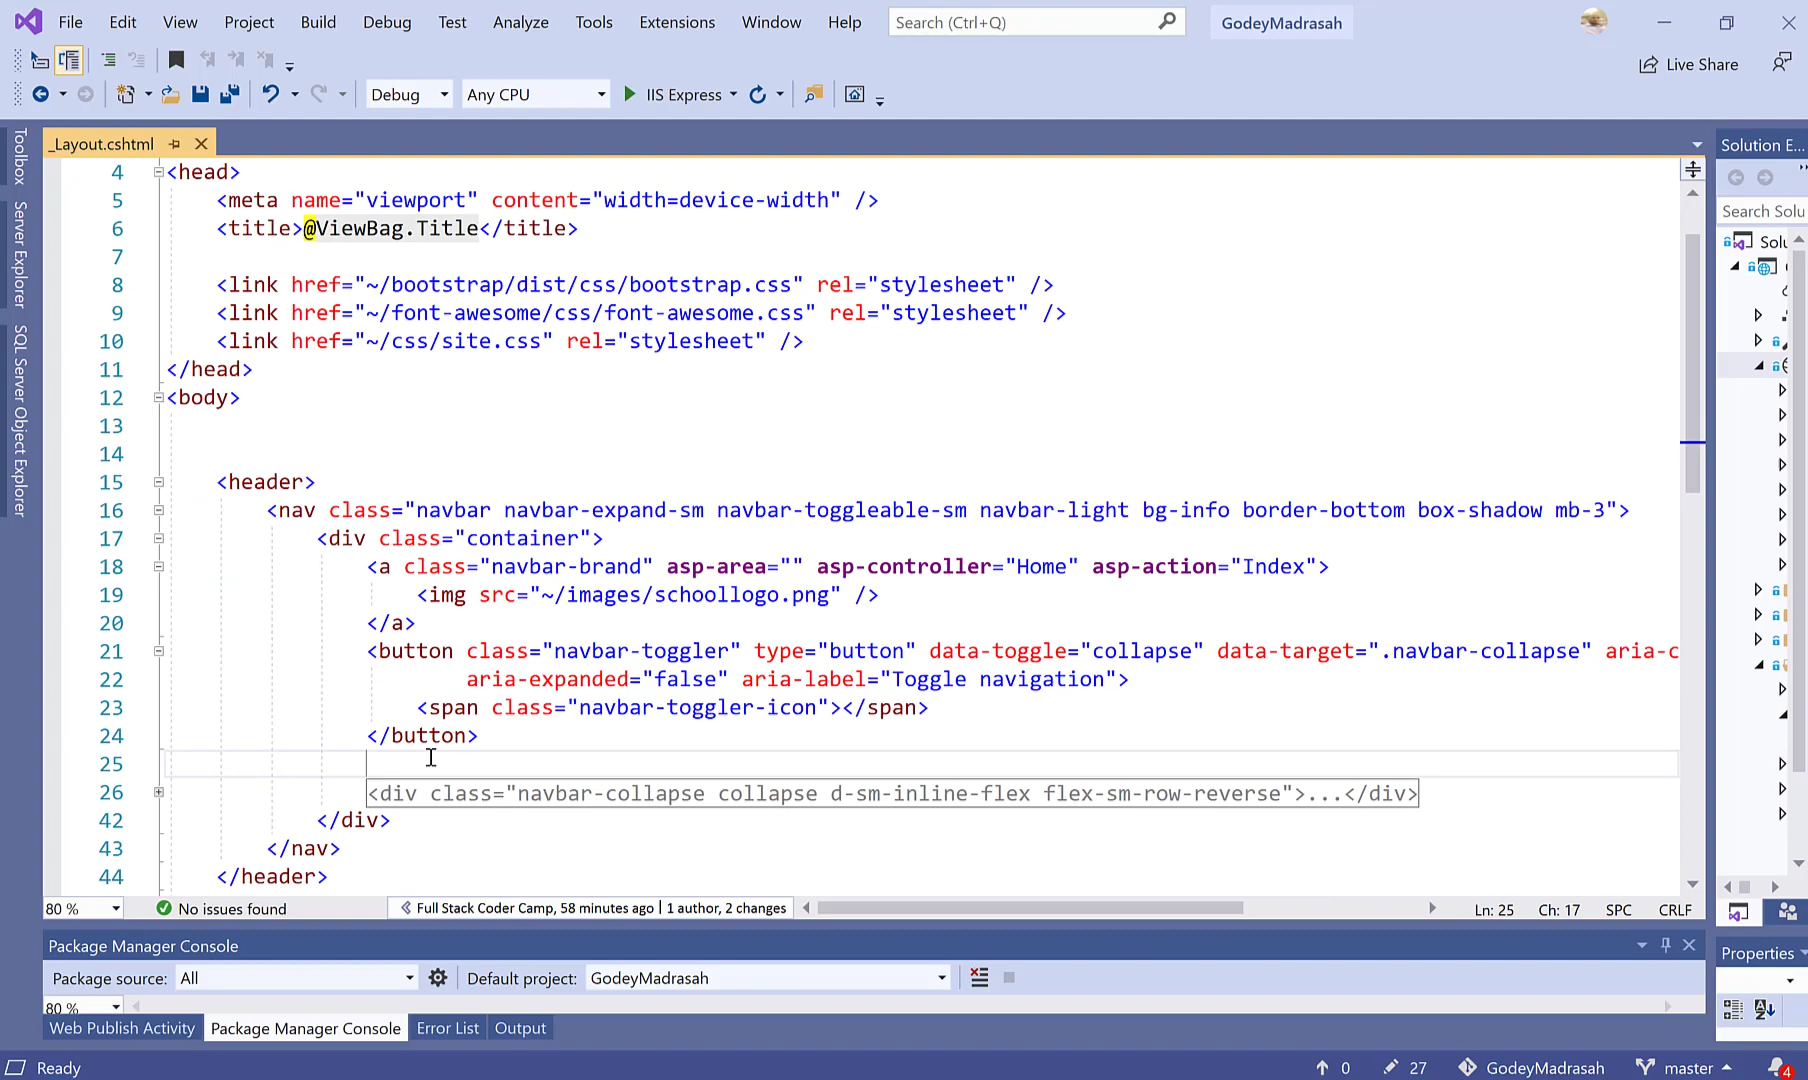 File Edit View Project Build Debug Test Analyze Tools Extensions Window Help Search (Ctrl+Q) GodeyMadrasah
Live Share
Debug Any CPU IIS Express
_Layout.cshtml
Solution E...
Toolbox
Server Explorer
SQL Server Object Explorer
4 <head>
5 <meta name="viewport" content="width=device-width" />
6 <title>@ViewBag.Title</title>
7
8 <link href="~/bootstrap/dist/css/bootstrap.css" rel="stylesheet" />
9 <link href="~/font-awesome/css/font-awesome.css" rel="stylesheet" />
10 <link href="~/css/site.css" rel="stylesheet" />
11 </head>
12 <body>
13
14
15 <header>
16 <nav class="navbar navbar-expand-sm navbar-toggleable-sm navbar-light bg-info border-bottom box-shadow mb-3">
17 <div class="container">
18 <a class="navbar-brand" asp-area="" asp-controller="Home" asp-action="Index">
19 <img src="~/images/schoollogo.png" />
20 </a>
21 <button class="navbar-toggler" type="button" data-toggle="collapse" data-target=".navbar-collapse" aria-c
22 aria-expanded="false" aria-label="Toggle navigation">
23 <span class="navbar-toggler-icon"></span>
24 </button>
25
26 <div class="navbar-collapse collapse d-sm-inline-flex flex-sm-row-reverse">...</div>
42 </div>
43 </nav>
44 </header>
Search Solu
Solu
80 % No issues found Full Stack Coder Camp, 58 minutes ago | 1 author, 2 changes Ln: 25 Ch: 17 SPC CRLF
Package Manager Console
Properties
Package source: All Default project: GodeyMadrasah
80 %
Web Publish Activity Package Manager Console Error List Output
Ready 0 27 GodeyMadrasah master 4